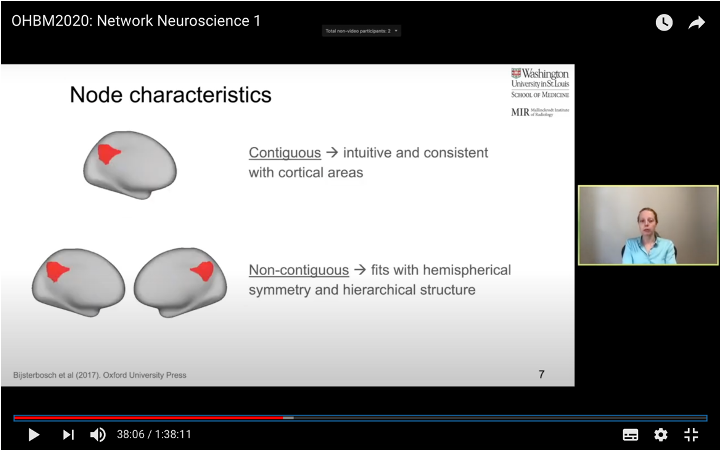 OHBM2020: Network Neuroscience 1
Total non-video participants: 2
Washington
University in St. Louis
SCHOOL OF MEDICINE
MIR Mallinckrodt Institute
of Radiology
Node characteristics
Contiguous → intuitive and consistent
with cortical areas
Non-contiguous → fits with hemispherical
symmetry and hierarchical structure
Bijsterbosch et al (2017). Oxford University Press
7
38:06 / 1:38:11